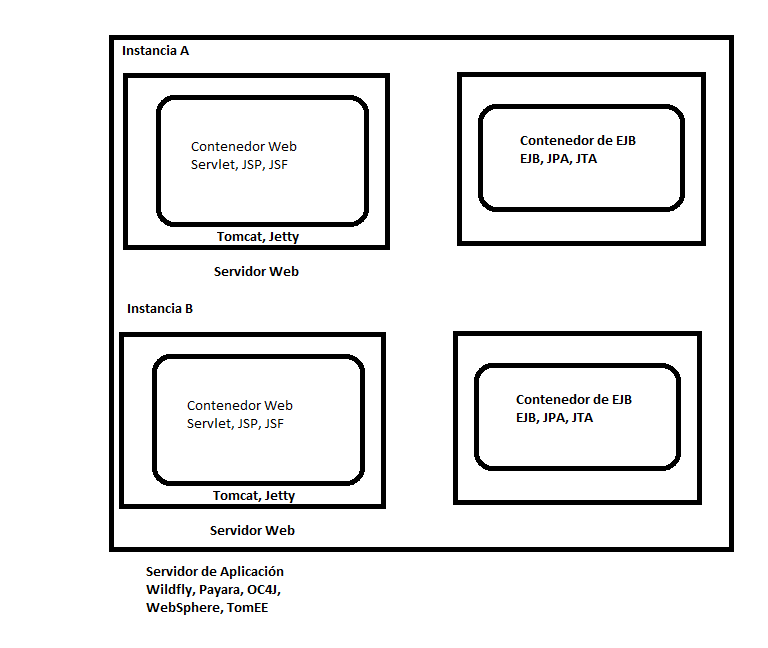 Instancia A
Contenedor Web
Servlet, JSP, JSF
Tomcat, Jetty
Servidor Web
Contenedor de EJB
EJB, JPA, JTA
Instancia B
Contenedor Web
Servlet, JSP, JSF
Tomcat, Jetty
Servidor Web
Contenedor de EJB
EJB, JPA, JTA
Servidor de Aplicación
Wildfly, Payara, OC4J,
WebSphere, TomEE